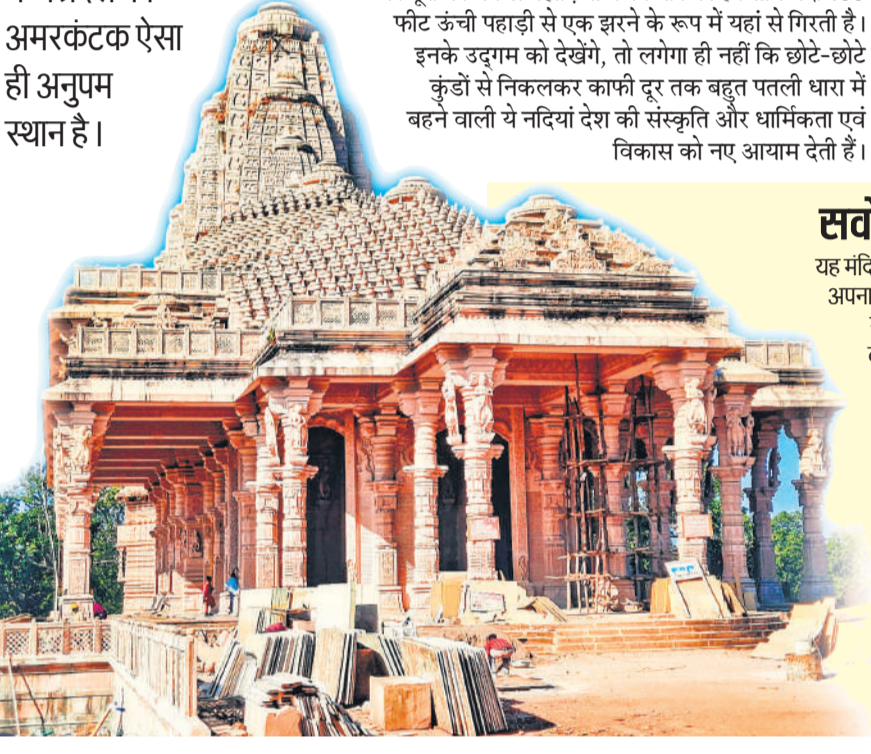 अमरकंटक ऐसा
ही अनुपम
स्थान है।
फीट ऊंची पहाड़ी से एक झरने के रूप में यहां से गिरती है।
इनके उद्गम को देखेंगे, तो लगेगा ही नहीं कि छोटे-छोटे
कुंडों से निकलकर काफी दूर तक बहुत पतली धारा में
बहने वाली ये नदियां देश की संस्कृति और धार्मिकता एवं
विकास को नए आयाम देती हैं।
यह
अपना